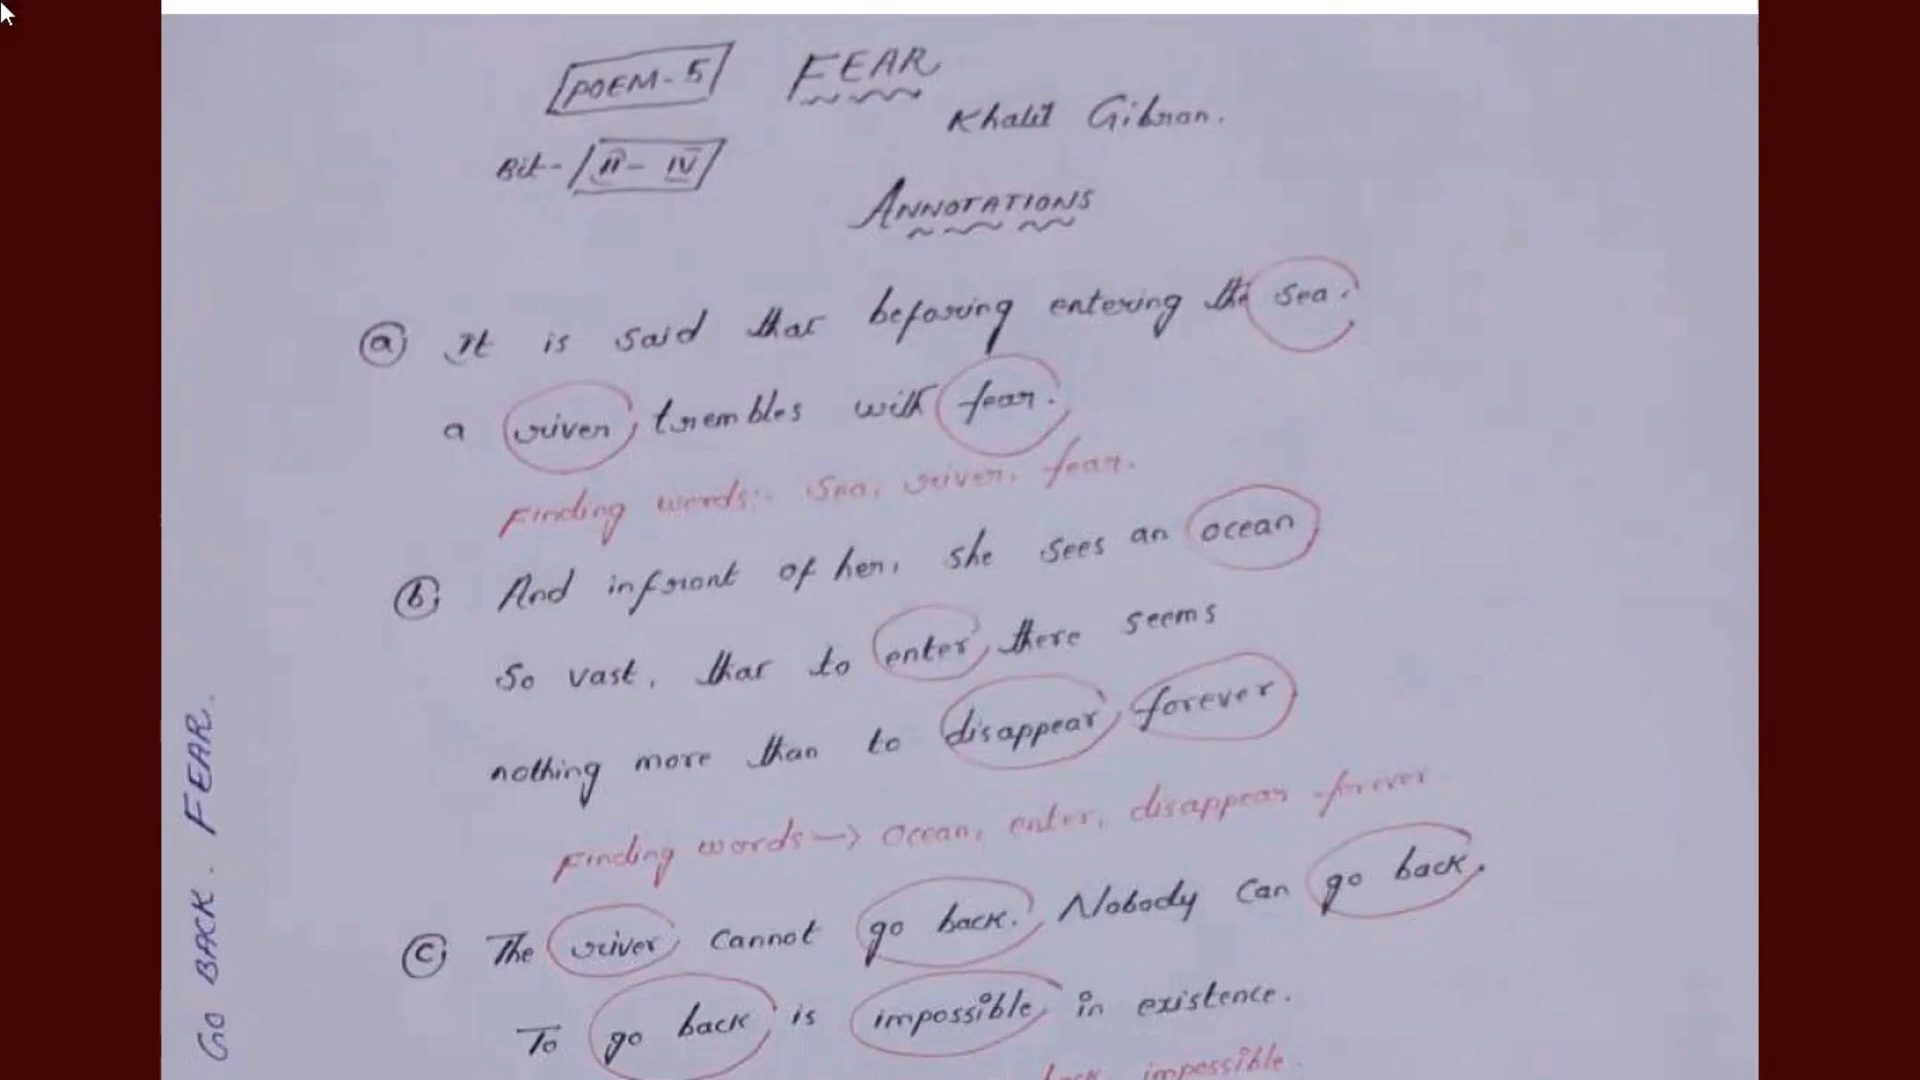 POEM-5 FEAR
Khalil Gibran.
Bit- II - IV
ANNOTATIONS
(a) It is said that beforing entering the sea.
a river trembles with fear.
Finding words:- Sea, river, fear.
(b) And infront of her, she sees an ocean
So vast, that to enter there seems
nothing more than to disappear forever
Finding words -> ocean, enter, disappear forever
(c) The river cannot go back. Nobody can go back.
To go back is impossible in existence.
back, impossible.
GO BACK. FEAR.